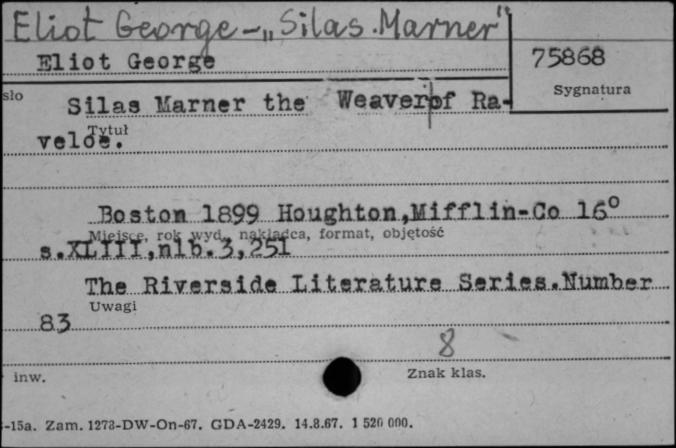 Eliot George - „Silas Marner"
Eliot George
75868
Sygnatura
sło
Silas Marner the Weaver of Ra-
Tytuł
veloe.
Boston 1899 Houghton,Mifflin-Co 16°
Miejsce, rok wyd., nakładca, format, objętość
s.XLIII,nlb.3,251
The Riverside Literature Series.Number
Uwagi
83
8
inw.
Znak klas.
-15a. Zam. 1273-DW-On-67. GDA-2429. 14.8.67. 1 520 000.